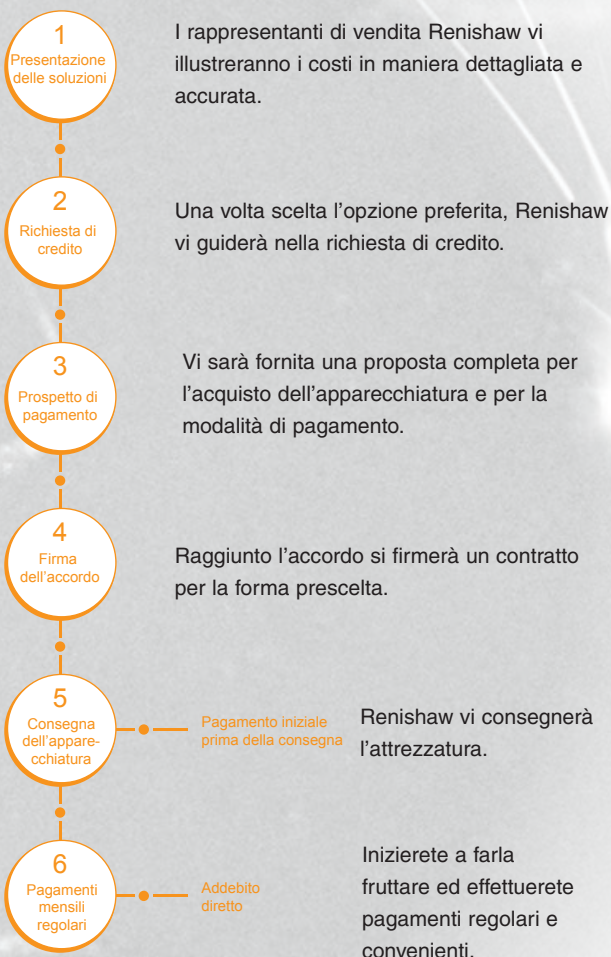 1
Presentazione
delle soluzioni
I rappresentanti di vendita Renishaw vi
illustreranno i costi in maniera dettagliata e
accurata.
2
Richiesta di
credito
Una volta scelta l'opzione preferita, Renishaw
vi guiderà nella richiesta di credito.
3
Prospetto di
pagamento
Vi sarà fornita una proposta completa per
l'acquisto dell'apparecchiatura e per la
modalità di pagamento.
4
Firma
dell'accordo
Raggiunto l'accordo si firmerà un contratto
per la forma prescelta.
5
Consegna
dell'appare-
cchiatura
Pagamento iniziale
prima della consegna
Renishaw vi consegnerà
l'attrezzatura.
6
Pagamenti
mensili
regolari
Addebito
diretto
Inizierete a farla
fruttare ed effettuerete
pagamenti regolari e
convenienti.